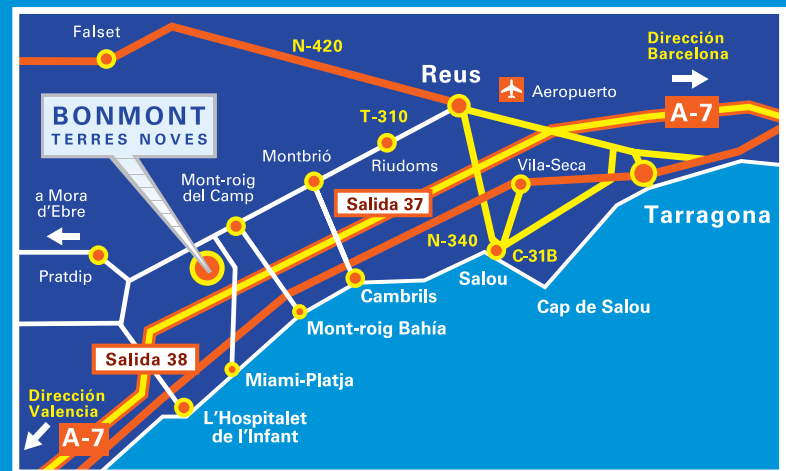 Falset
N-420
Reus
Aeropuerto
Dirección
Barcelona
A-7
BONMONT
TERRES NOVES
T-310
Riudoms
Montbrió
Vila-Seca
Mont-roig
del Camp
a Mora
d'Ebre
Salida 37
Tarragona
N-340
C-31B
Pratdip
Salou
Cambrils
Cap de Salou
Mont-roig Bahía
Salida 38
Miami-Platja
Dirección
Valencia
A-7
L'Hospitalet
de l'Infant